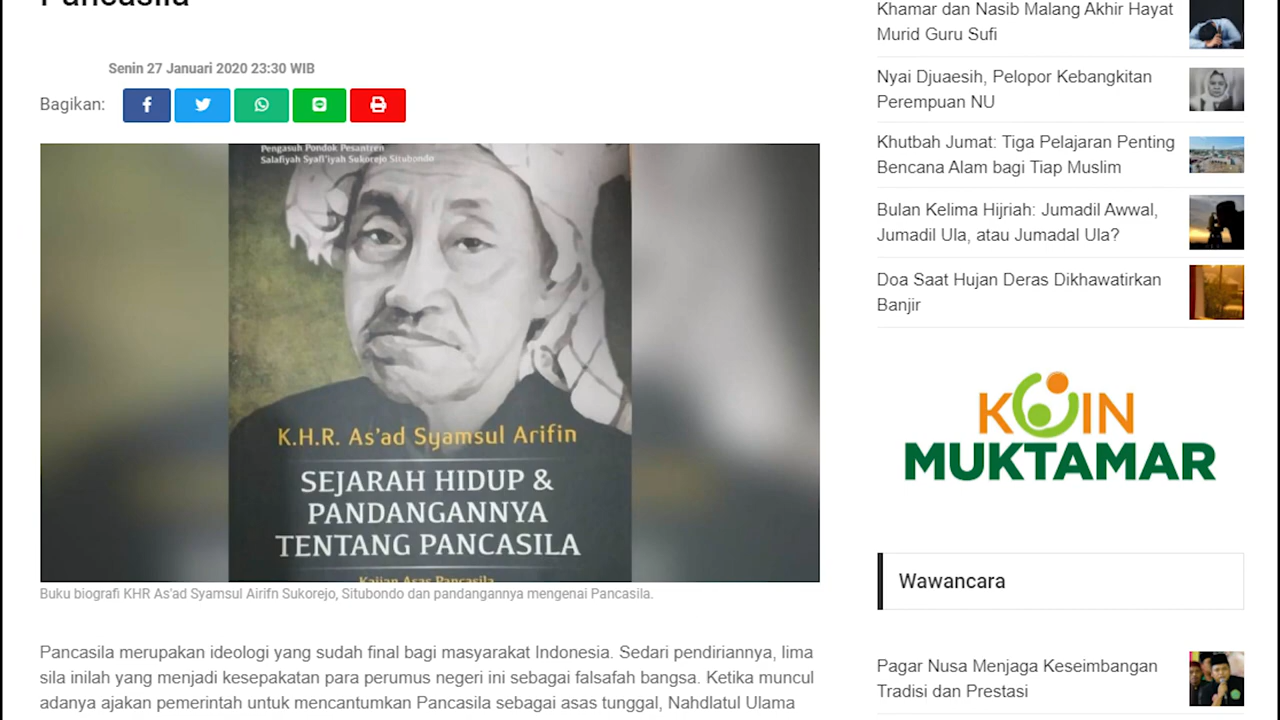 Pancasila
Senin 27 Januari 2020 23:30 WIB
Bagikan:
Pengasuh Pondok Pesantren
Salafiyah Syafi'iyah Sukorejo Situbondo
K.H.R. As'ad Syamsul Arifin
SEJARAH HIDUP &
PANDANGANNYA
TENTANG PANCASILA
Kajian Asas Pancasila
Buku biografi KHR As'ad Syamsul Airifn Sukorejo, Situbondo dan pandangannya mengenai Pancasila.
Pancasila merupakan ideologi yang sudah final bagi masyarakat Indonesia. Sedari pendiriannya, lima
sila inilah yang menjadi kesepakatan para perumus negeri ini sebagai falsafah bangsa. Ketika muncul
adanya ajakan pemerintah untuk mencantumkan Pancasila sebagai asas tunggal, Nahdlatul Ulama
Khamar dan Nasib Malang Akhir Hayat
Murid Guru Sufi
Nyai Djuaesih, Pelopor Kebangkitan
Perempuan NU
Khutbah Jumat: Tiga Pelajaran Penting
Bencana Alam bagi Tiap Muslim
Bulan Kelima Hijriah: Jumadil Awwal,
Jumadil Ula, atau Jumadal Ula?
Doa Saat Hujan Deras Dikhawatirkan
Banjir
KOIN
MUKTAMAR
Wawancara
Pagar Nusa Menjaga Keseimbangan
Tradisi dan Prestasi